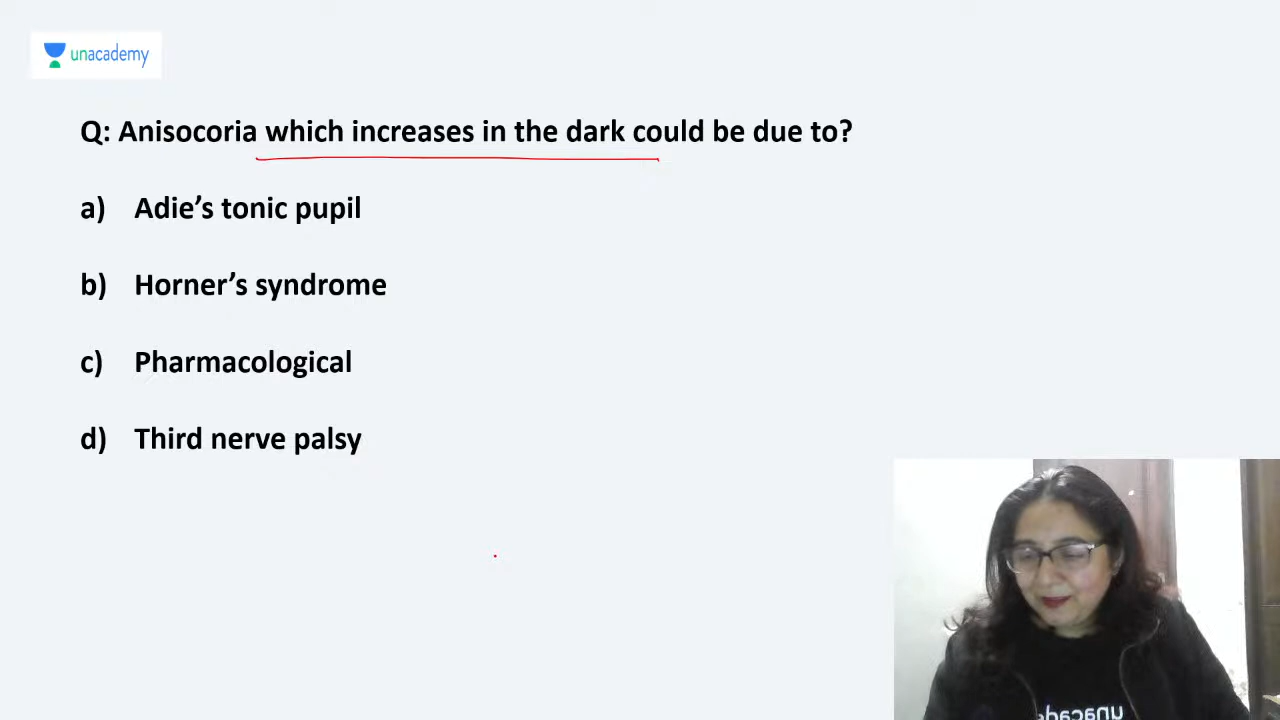 unacademy
Q: Anisocoria which increases in the dark could be due to?
a) Adie’s tonic pupil
b) Horner’s syndrome
c) Pharmacological
d) Third nerve palsy